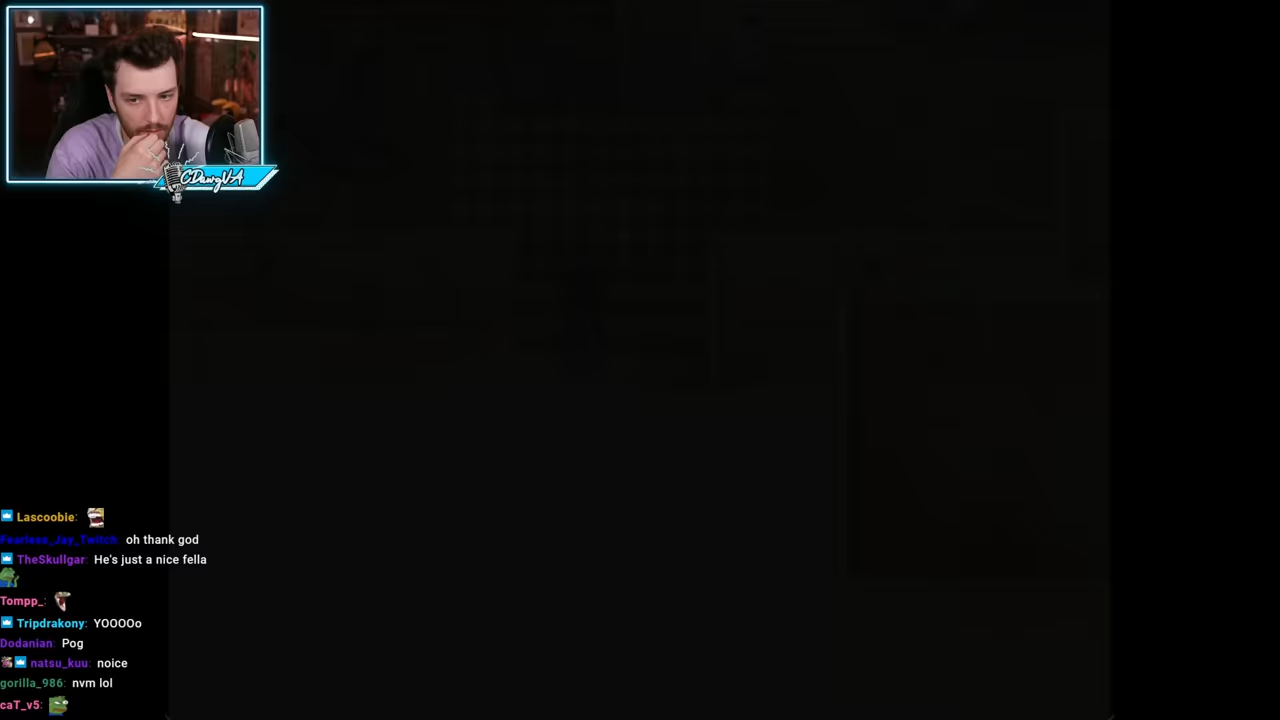 CDawgVA
Lascoobie:
Fearless_Jay_Twitch: oh thank god
TheSkullgar: He's just a nice fella
Tompp_:
Tripdrakony: YOOOOo
Dodanian: Pog
natsu_kuu: noice
gorilla_986: nvm lol
caT_v5: